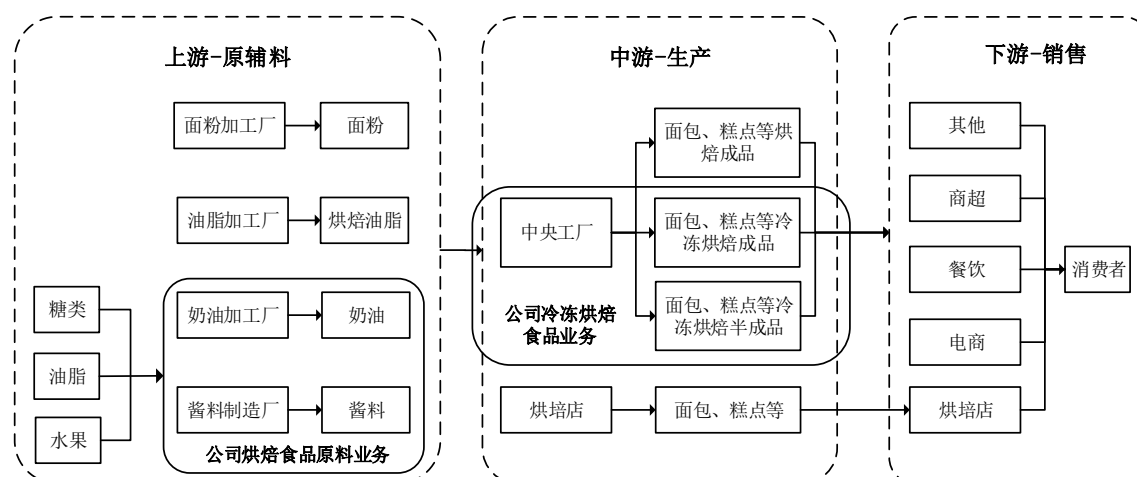 上游-原辅料
面粉加工厂
面粉
油脂加工厂
烘焙油脂
糖类
油脂
水果
奶油加工厂
奶油
酱料制造厂
酱料
公司烘焙食品原料业务
中游-生产
面包、糕点等烘
焙成品
中央工厂
面包、糕点等冷
冻烘焙成品
面包、糕点等冷
冻烘焙半成品
公司冷冻烘焙
食品业务
烘培店
面包、糕点等
下游-销售
其他
商超
餐饮
电商
烘培店
消费者